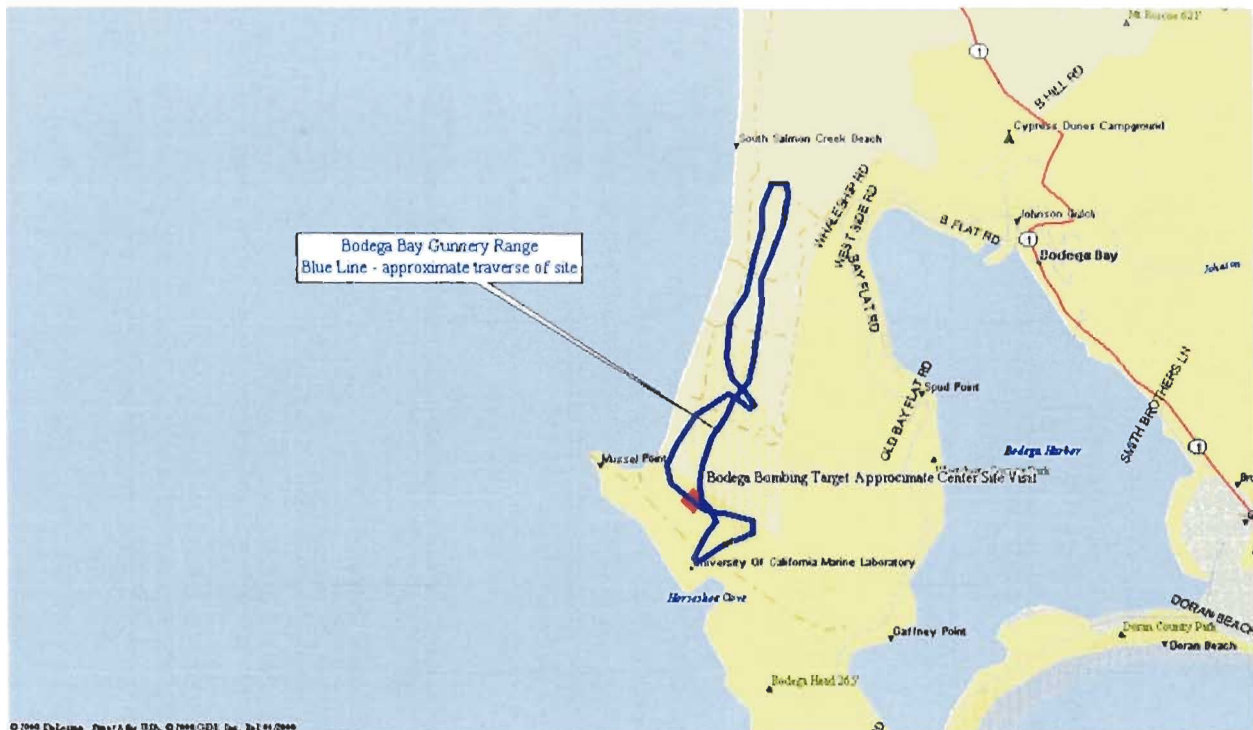 Mt Roscoe 621'
1
B HILL RD
Cypress Dunes Campground
South Salmon Creek Beach
WHALESHIP RD
WEST SIDE RD
BAY FLAT RD
B FLAT RD
Johnson Gulch
1
Bodega Bay
Johnson
Bodega Bay Gunnery Range
Blue Line - approximate traverse of site
Spud Point
OLD BAY FLAT RD
SMITH BROTHERS LN
Bodega Harbor
1
Mussel Point
Park
Bodega Bombing Target Approximate Center Site Visit
Bro
University Of California Marine Laboratory
Horseshoe Cove
DORAN BEACH
Gaffney Point
Doran County Park
Doran Beach
Bodega Head 265'